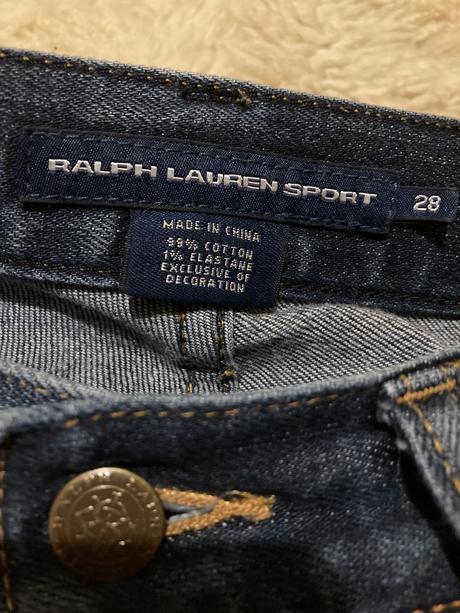 RALPH LAUREN SPORT 28
MADE IN CHINA
99% COTTON
1% ELASTANE
EXCLUSIVE OF
DECORATION